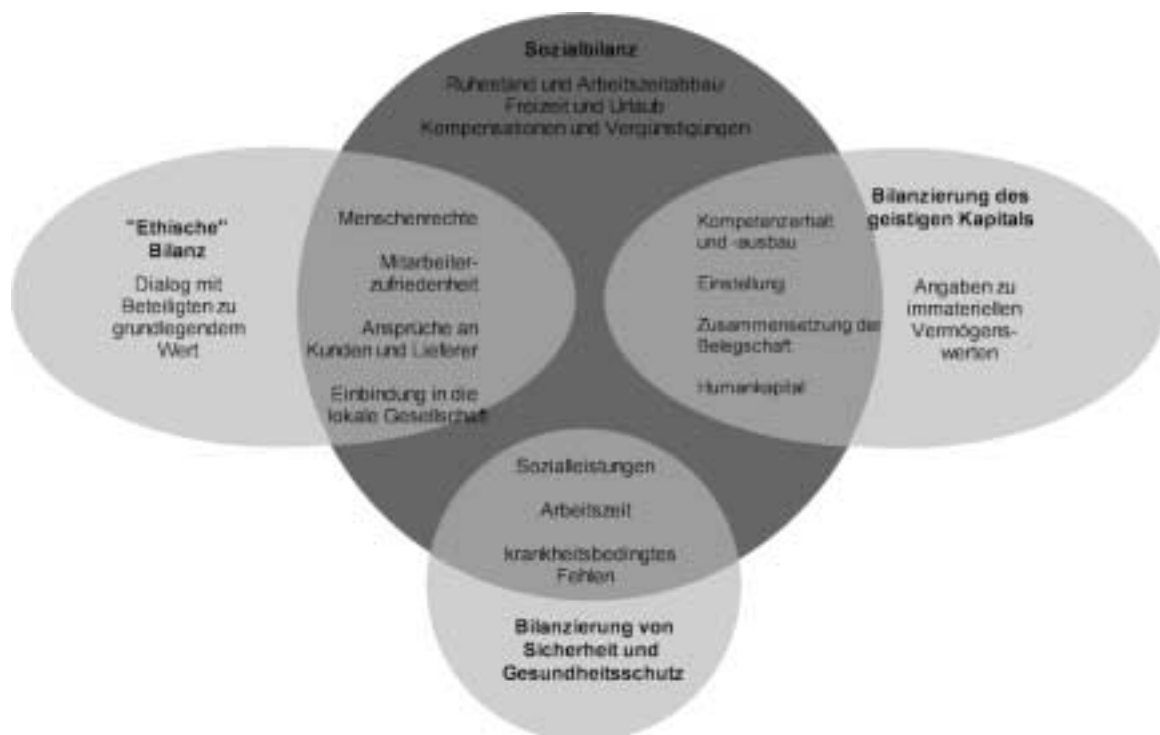 Sozialbilanz
Ruhestand und Arbeitszeitabbau
Freizeit und Urlaub
Kompensationen und Vergünstigungen
"Ethische"
Bilanz
Dialog mit
Beteiligten zu
grundlegendem
Wert
Menschenrechte
Mitarbeiter-
zufriedenheit
Ansprüche an
Kunden und Lieferer
Einbindung in die
lokale Gesellschaft
Kompetenzerhalt
und -ausbau
Einstellung
Zusammensetzung der
Belegschaft
Humankapital
Bilanzierung des
geistigen Kapitals
Angaben zu
immateriellen
Vermögens-
werten
Sozialleistungen
Arbeitszeit
krankheitsbedingtes
Fehlen
Bilanzierung von
Sicherheit und
Gesundheitsschutz